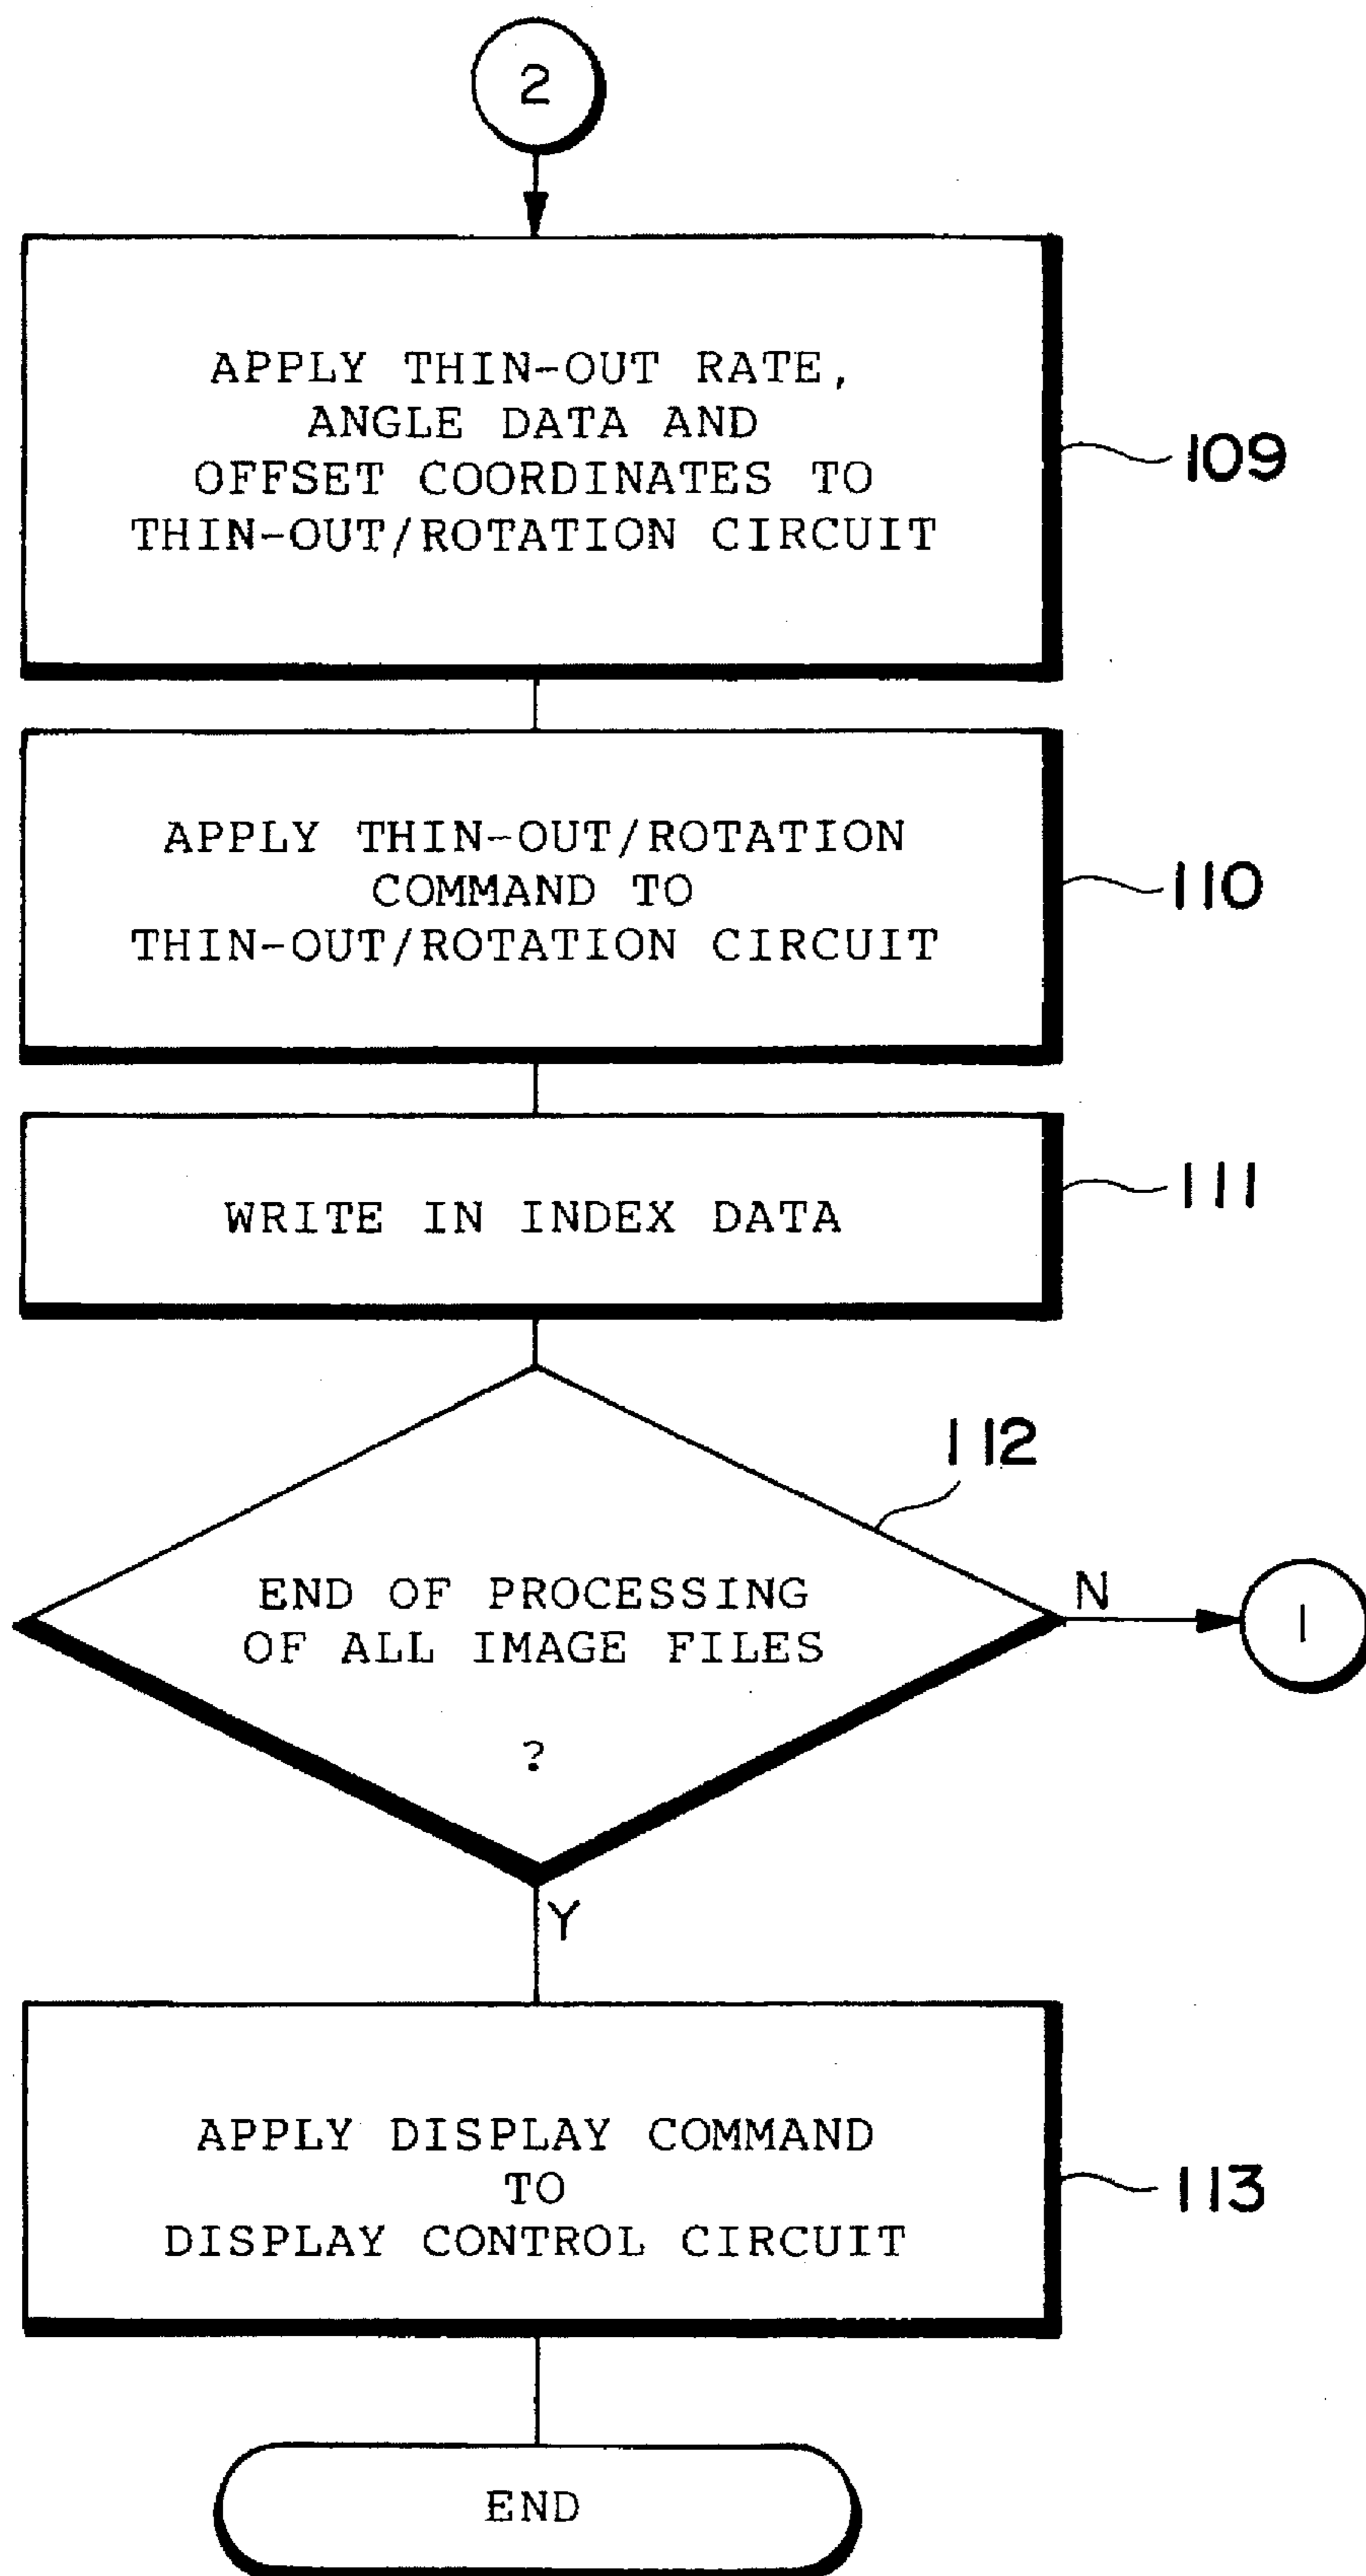 2
APPLY THIN-OUT RATE,
ANGLE DATA AND
OFFSET COORDINATES TO
THIN-OUT/ROTATION CIRCUIT
109
APPLY THIN-OUT/ROTATION
COMMAND TO
THIN-OUT/ROTATION CIRCUIT
110
WRITE IN INDEX DATA
111
112
END OF PROCESSING
OF ALL IMAGE FILES
?
N
1
Y
APPLY DISPLAY COMMAND
TO
DISPLAY CONTROL CIRCUIT
113
END